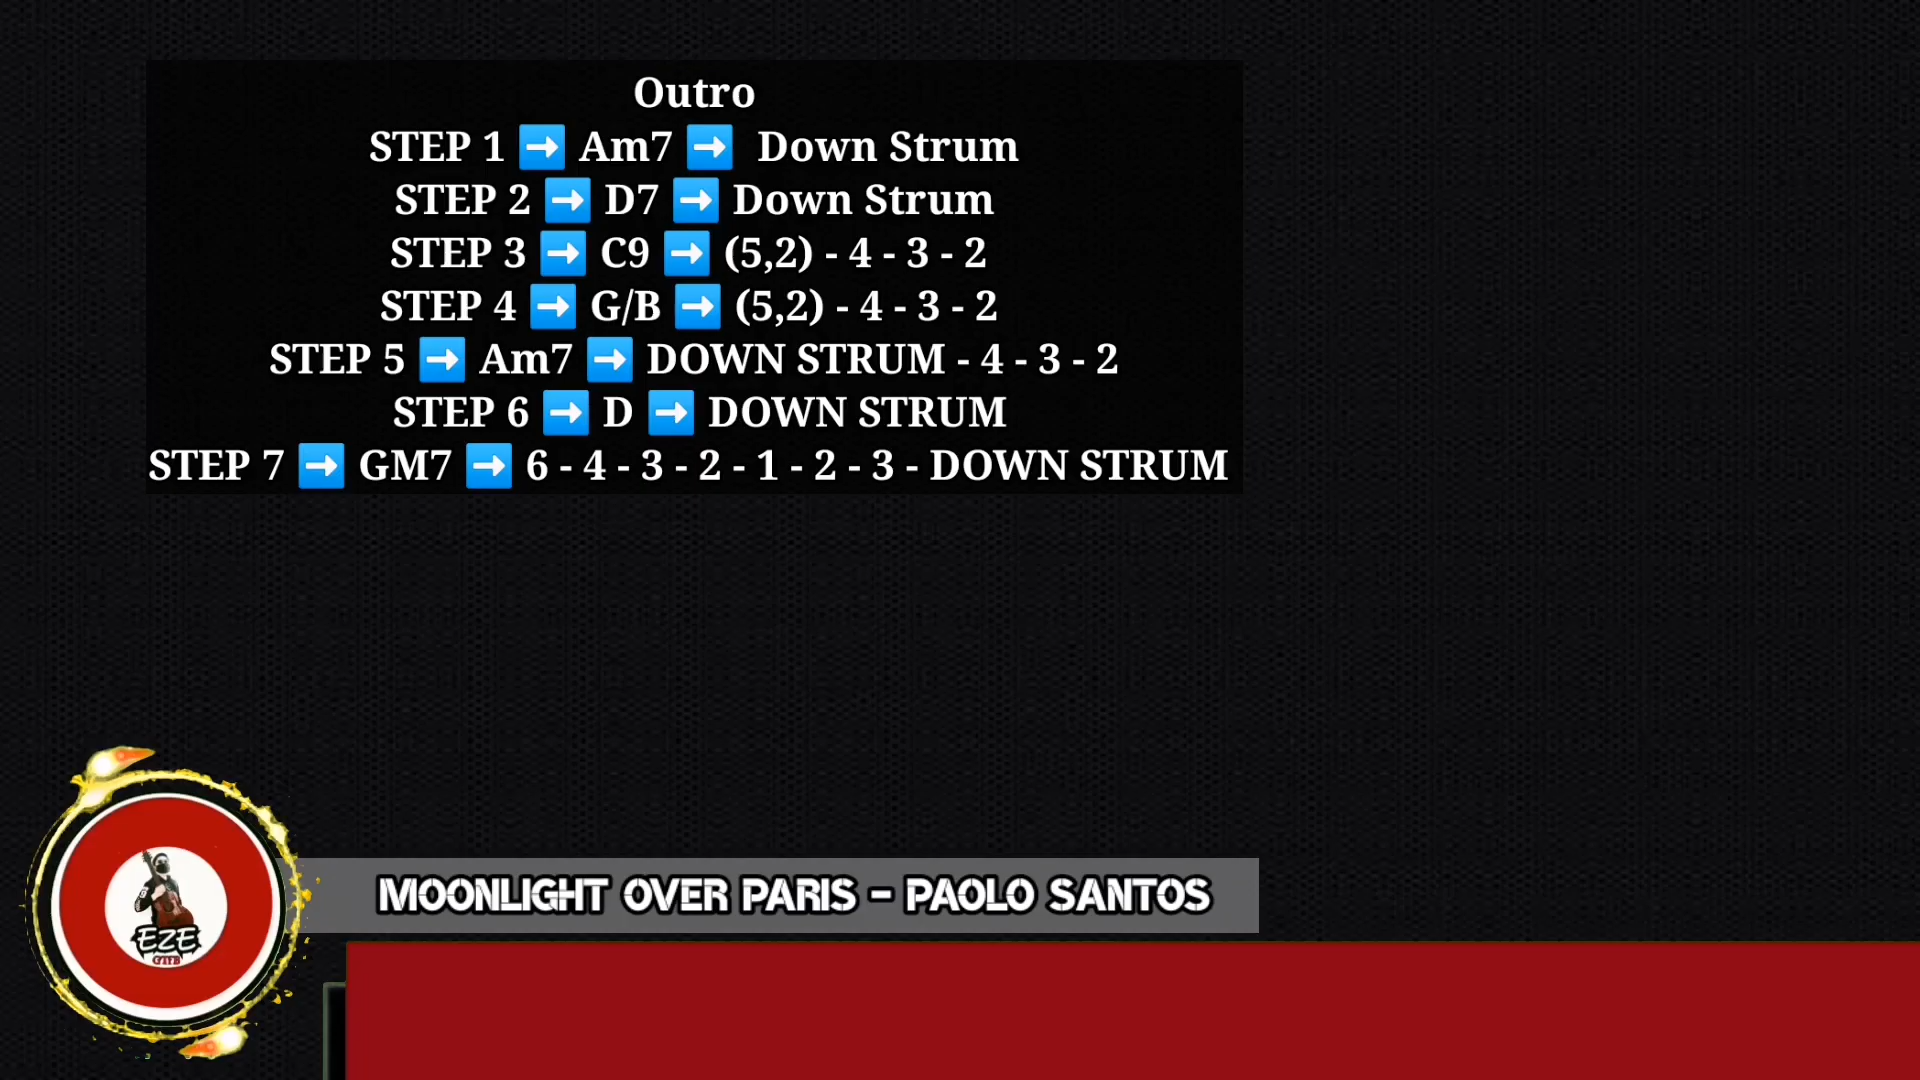 Outro
STEP 1 ➡ Am7 ➡ Down Strum
STEP 2 ➡ D7 ➡ Down Strum
STEP 3 ➡ C9 ➡ (5,2) - 4 - 3 - 2
STEP 4 ➡ G/B ➡ (5,2) - 4 - 3 - 2
STEP 5 ➡ Am7 ➡ DOWN STRUM - 4 - 3 - 2
STEP 6 ➡ D ➡ DOWN STRUM
STEP 7 ➡ GM7 ➡ 6 - 4 - 3 - 2 - 1 - 2 - 3 - DOWN STRUM
MOONLIGHT OVER PARIS - PAOLO SANTOS
EZE